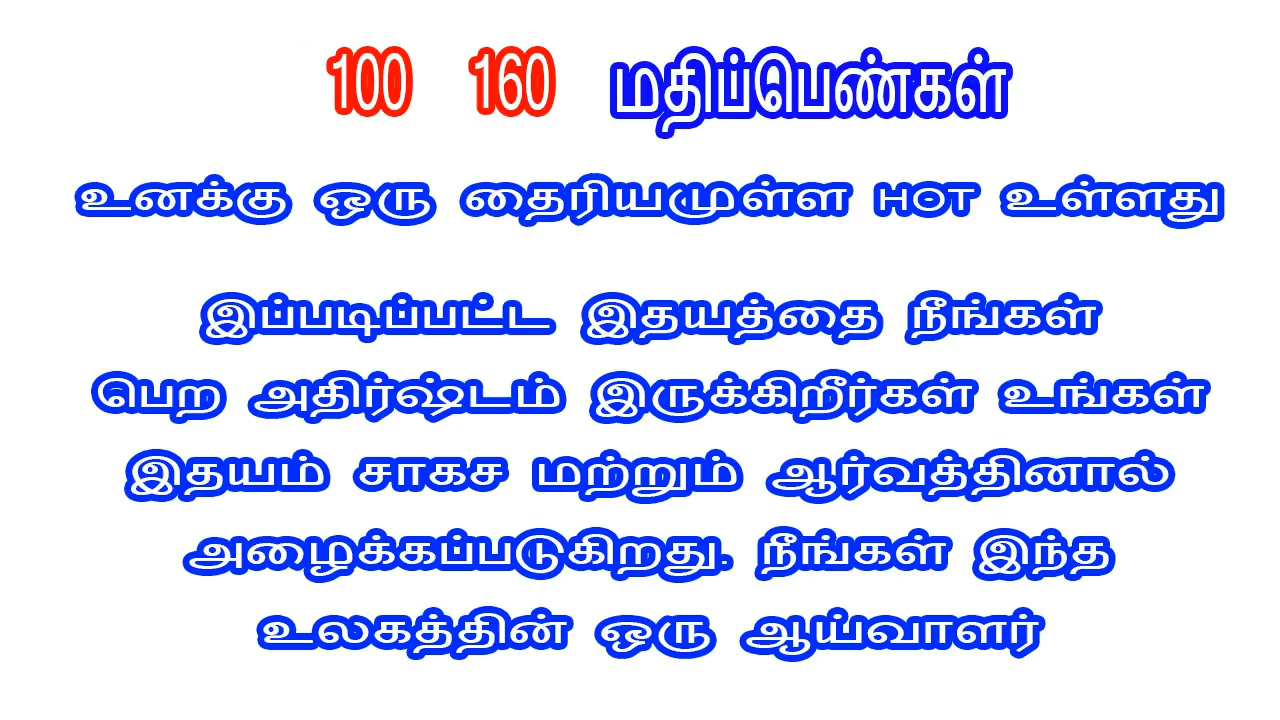 100 160 மதிப்பெண்கள்
உனக்கு ஒரு தைரியமுள்ள HOT உள்ளது
இப்படிப்பட்ட இதயத்தை நீங்கள்
பெற அதிர்ஷ்டம் இருக்கிறீர்கள் உங்கள்
இதயம் சாகச மற்றும் ஆர்வத்தினால்
அழைக்கப்படுகிறது. நீங்கள் இந்த
உலகத்தின் ஒரு ஆய்வாளர்